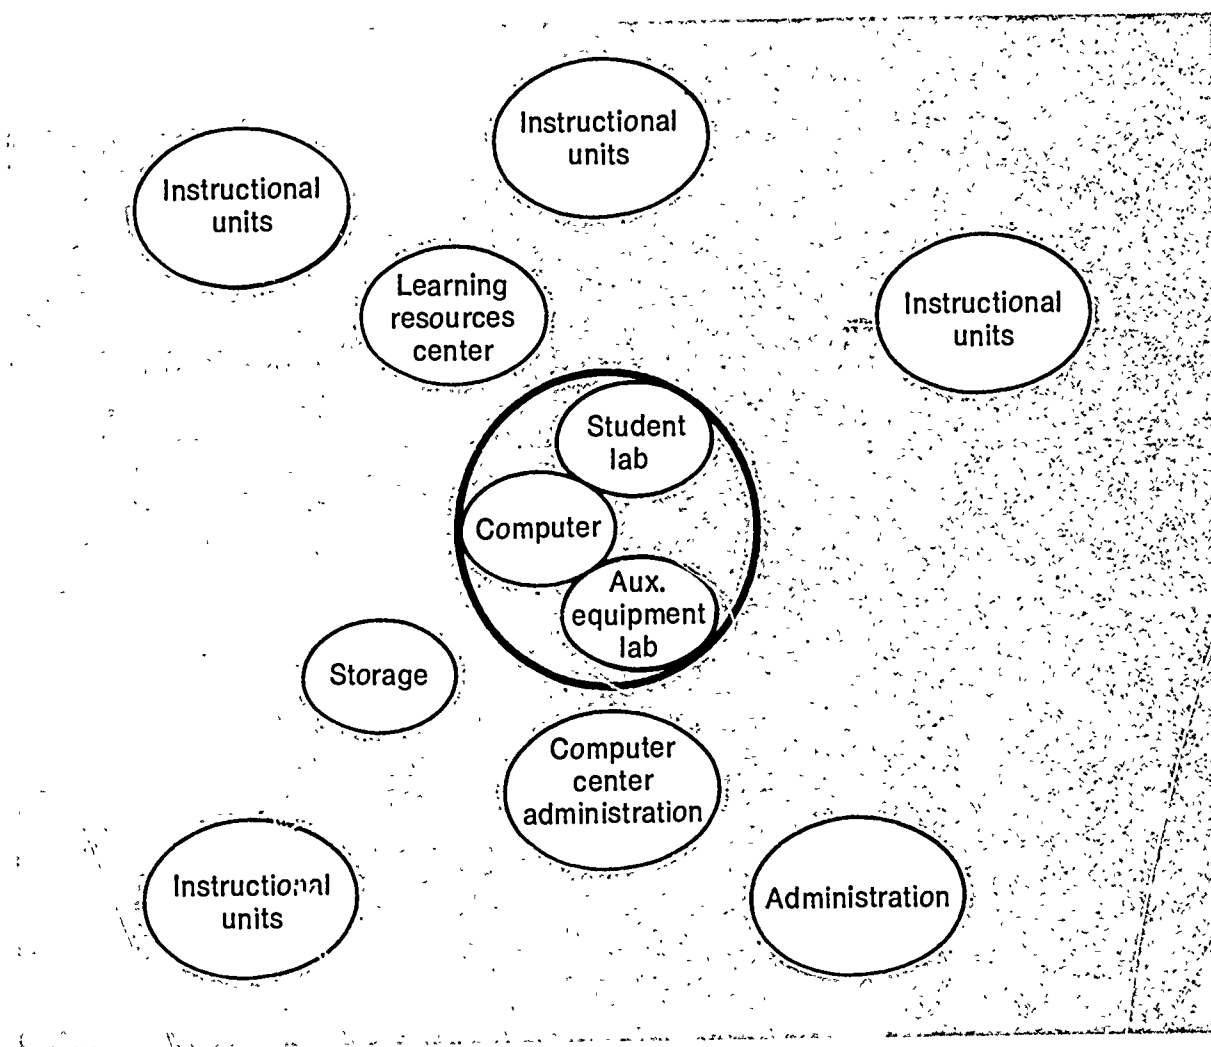 Instructional
units
Instructional
units
Learning
resources
center
Instructional
units
Student
lab
Computer
Aux.
equipment
lab
Storage
Computer
center
administration
Instructional
units
Administration